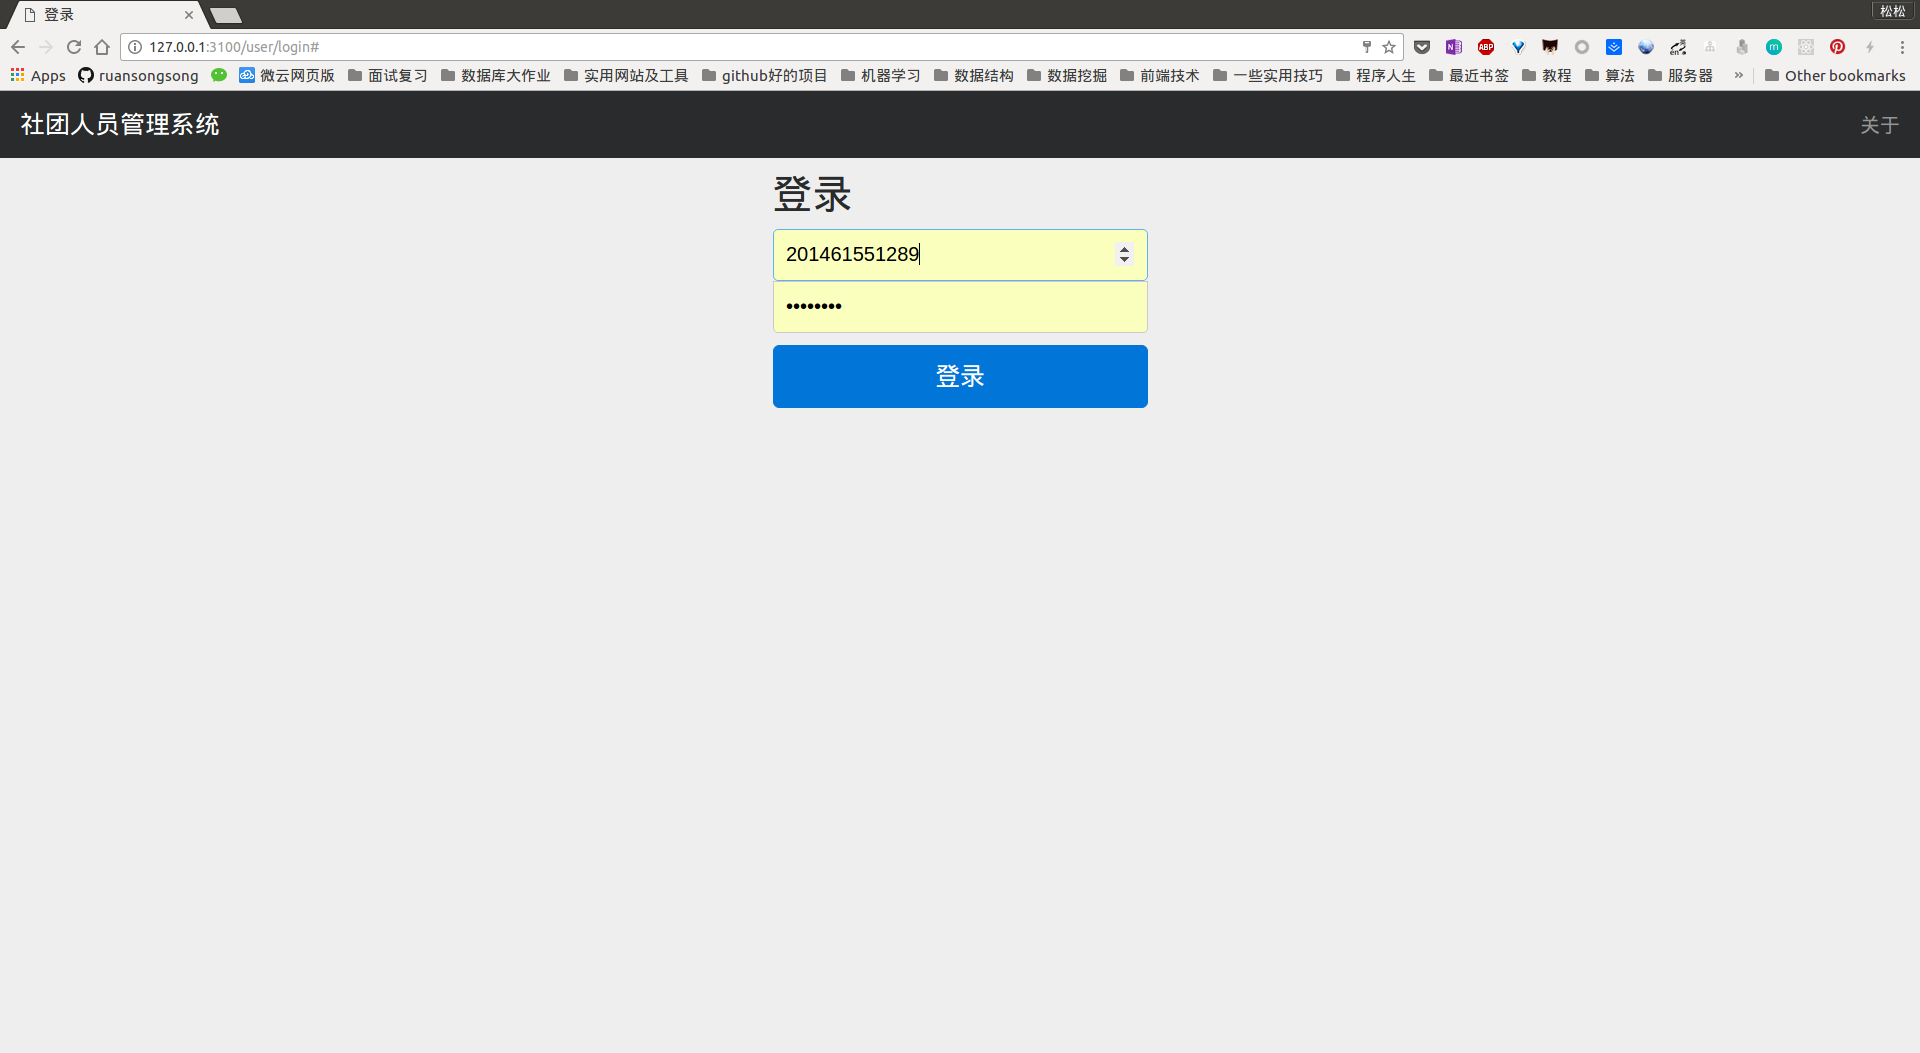 登录
松松
127.0.0.1:3100/user/login#
Apps ruansongsong 微云网页版 面试复习 数据库大作业 实用网站及工具 github好的项目 机器学习 数据结构 数据挖掘 前端技术 一些实用技巧 程序人生 最近书签 教程 算法 服务器 » Other bookmarks
社团人员管理系统 关于
登录
201461551289
••••••••
登录